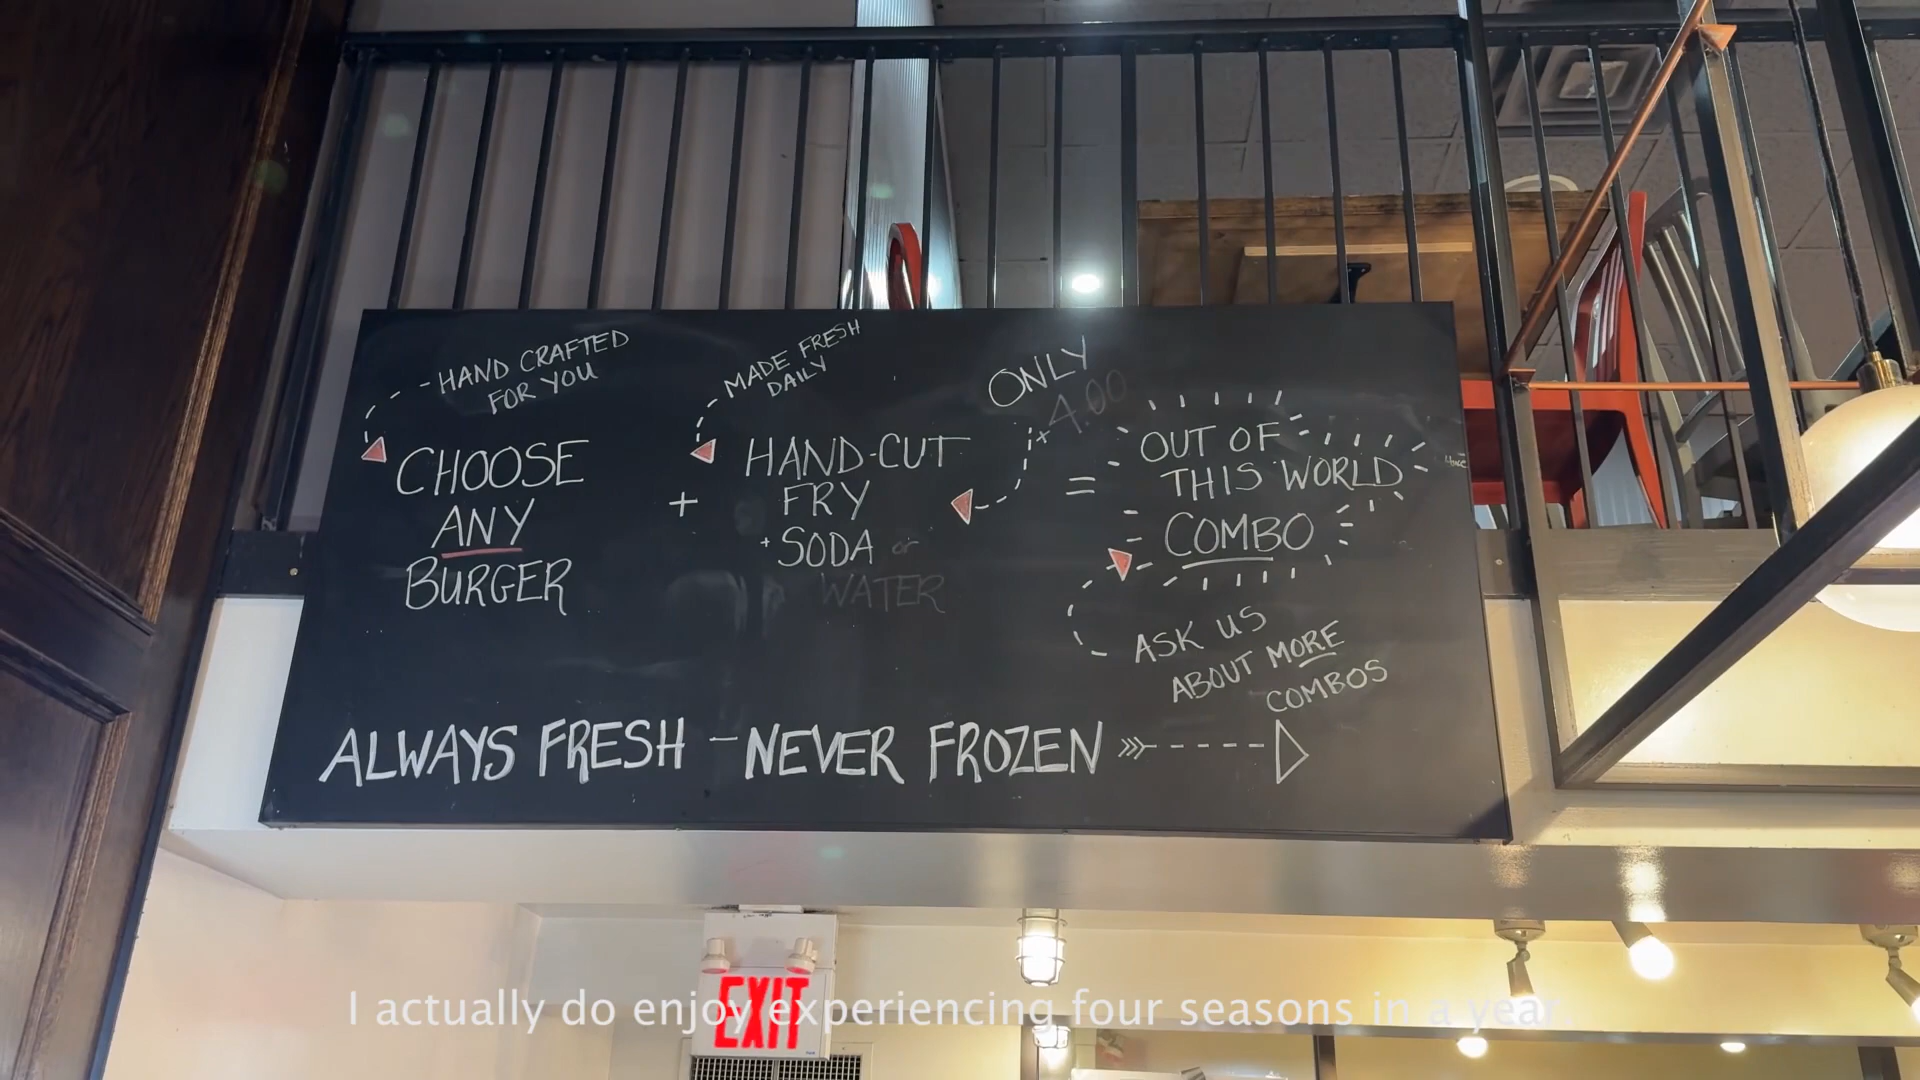 - HAND CRAFTED
FOR YOU
CHOOSE
ANY
BURGER
+
MADE FRESH
DAILY
HAND-CUT
FRY
+ SODA or
WATER
ONLY
+ 4.00
=
OUT OF
THIS WORLD
COMBO
ASK US
ABOUT MORE
COMBOS
ALWAYS FRESH - NEVER FROZEN
EXIT
I actually do enjoy experiencing four seasons in a year.